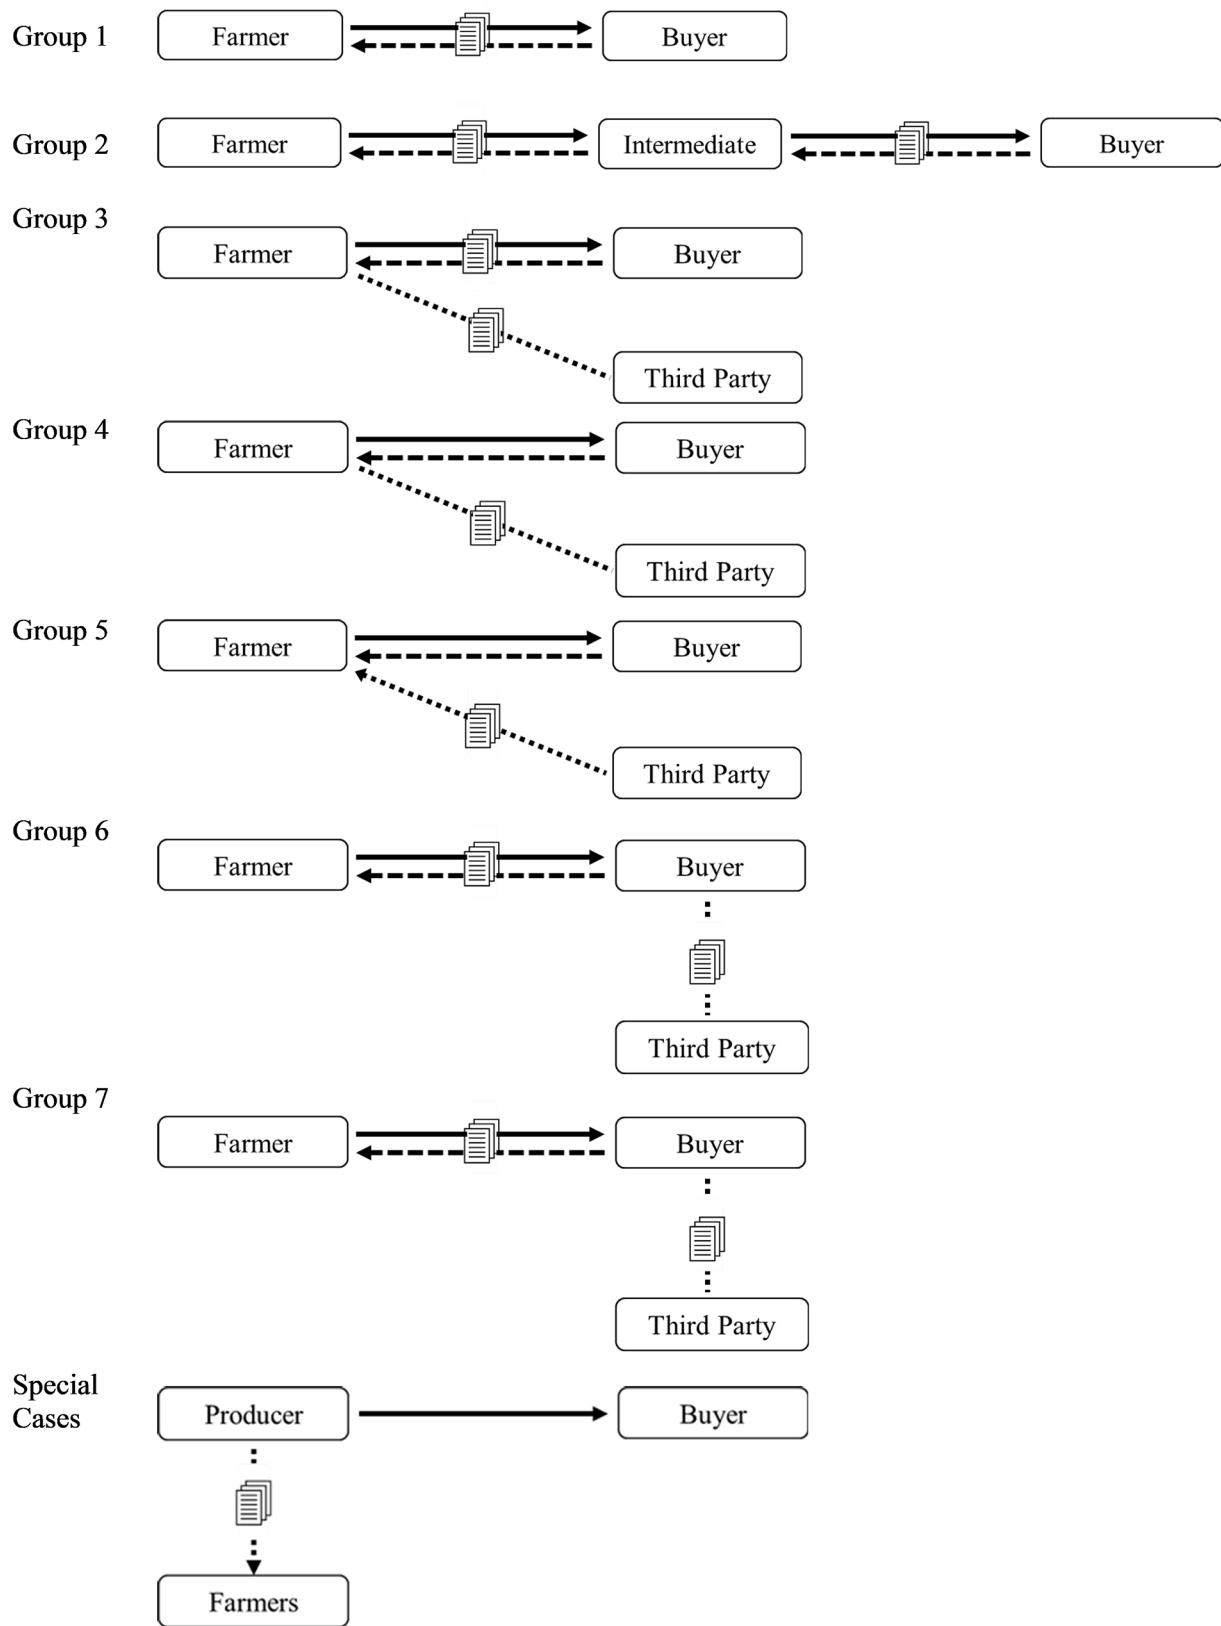 Group 1
Farmer
Buyer
Group 2
Farmer
Intermediate
Buyer
Group 3
Farmer
Buyer
Third Party
Group 4
Farmer
Buyer
Third Party
Group 5
Farmer
Buyer
Third Party
Group 6
Farmer
Buyer
Third Party
Group 7
Farmer
Buyer
Third Party
Special
Cases
Producer
Buyer
Farmers